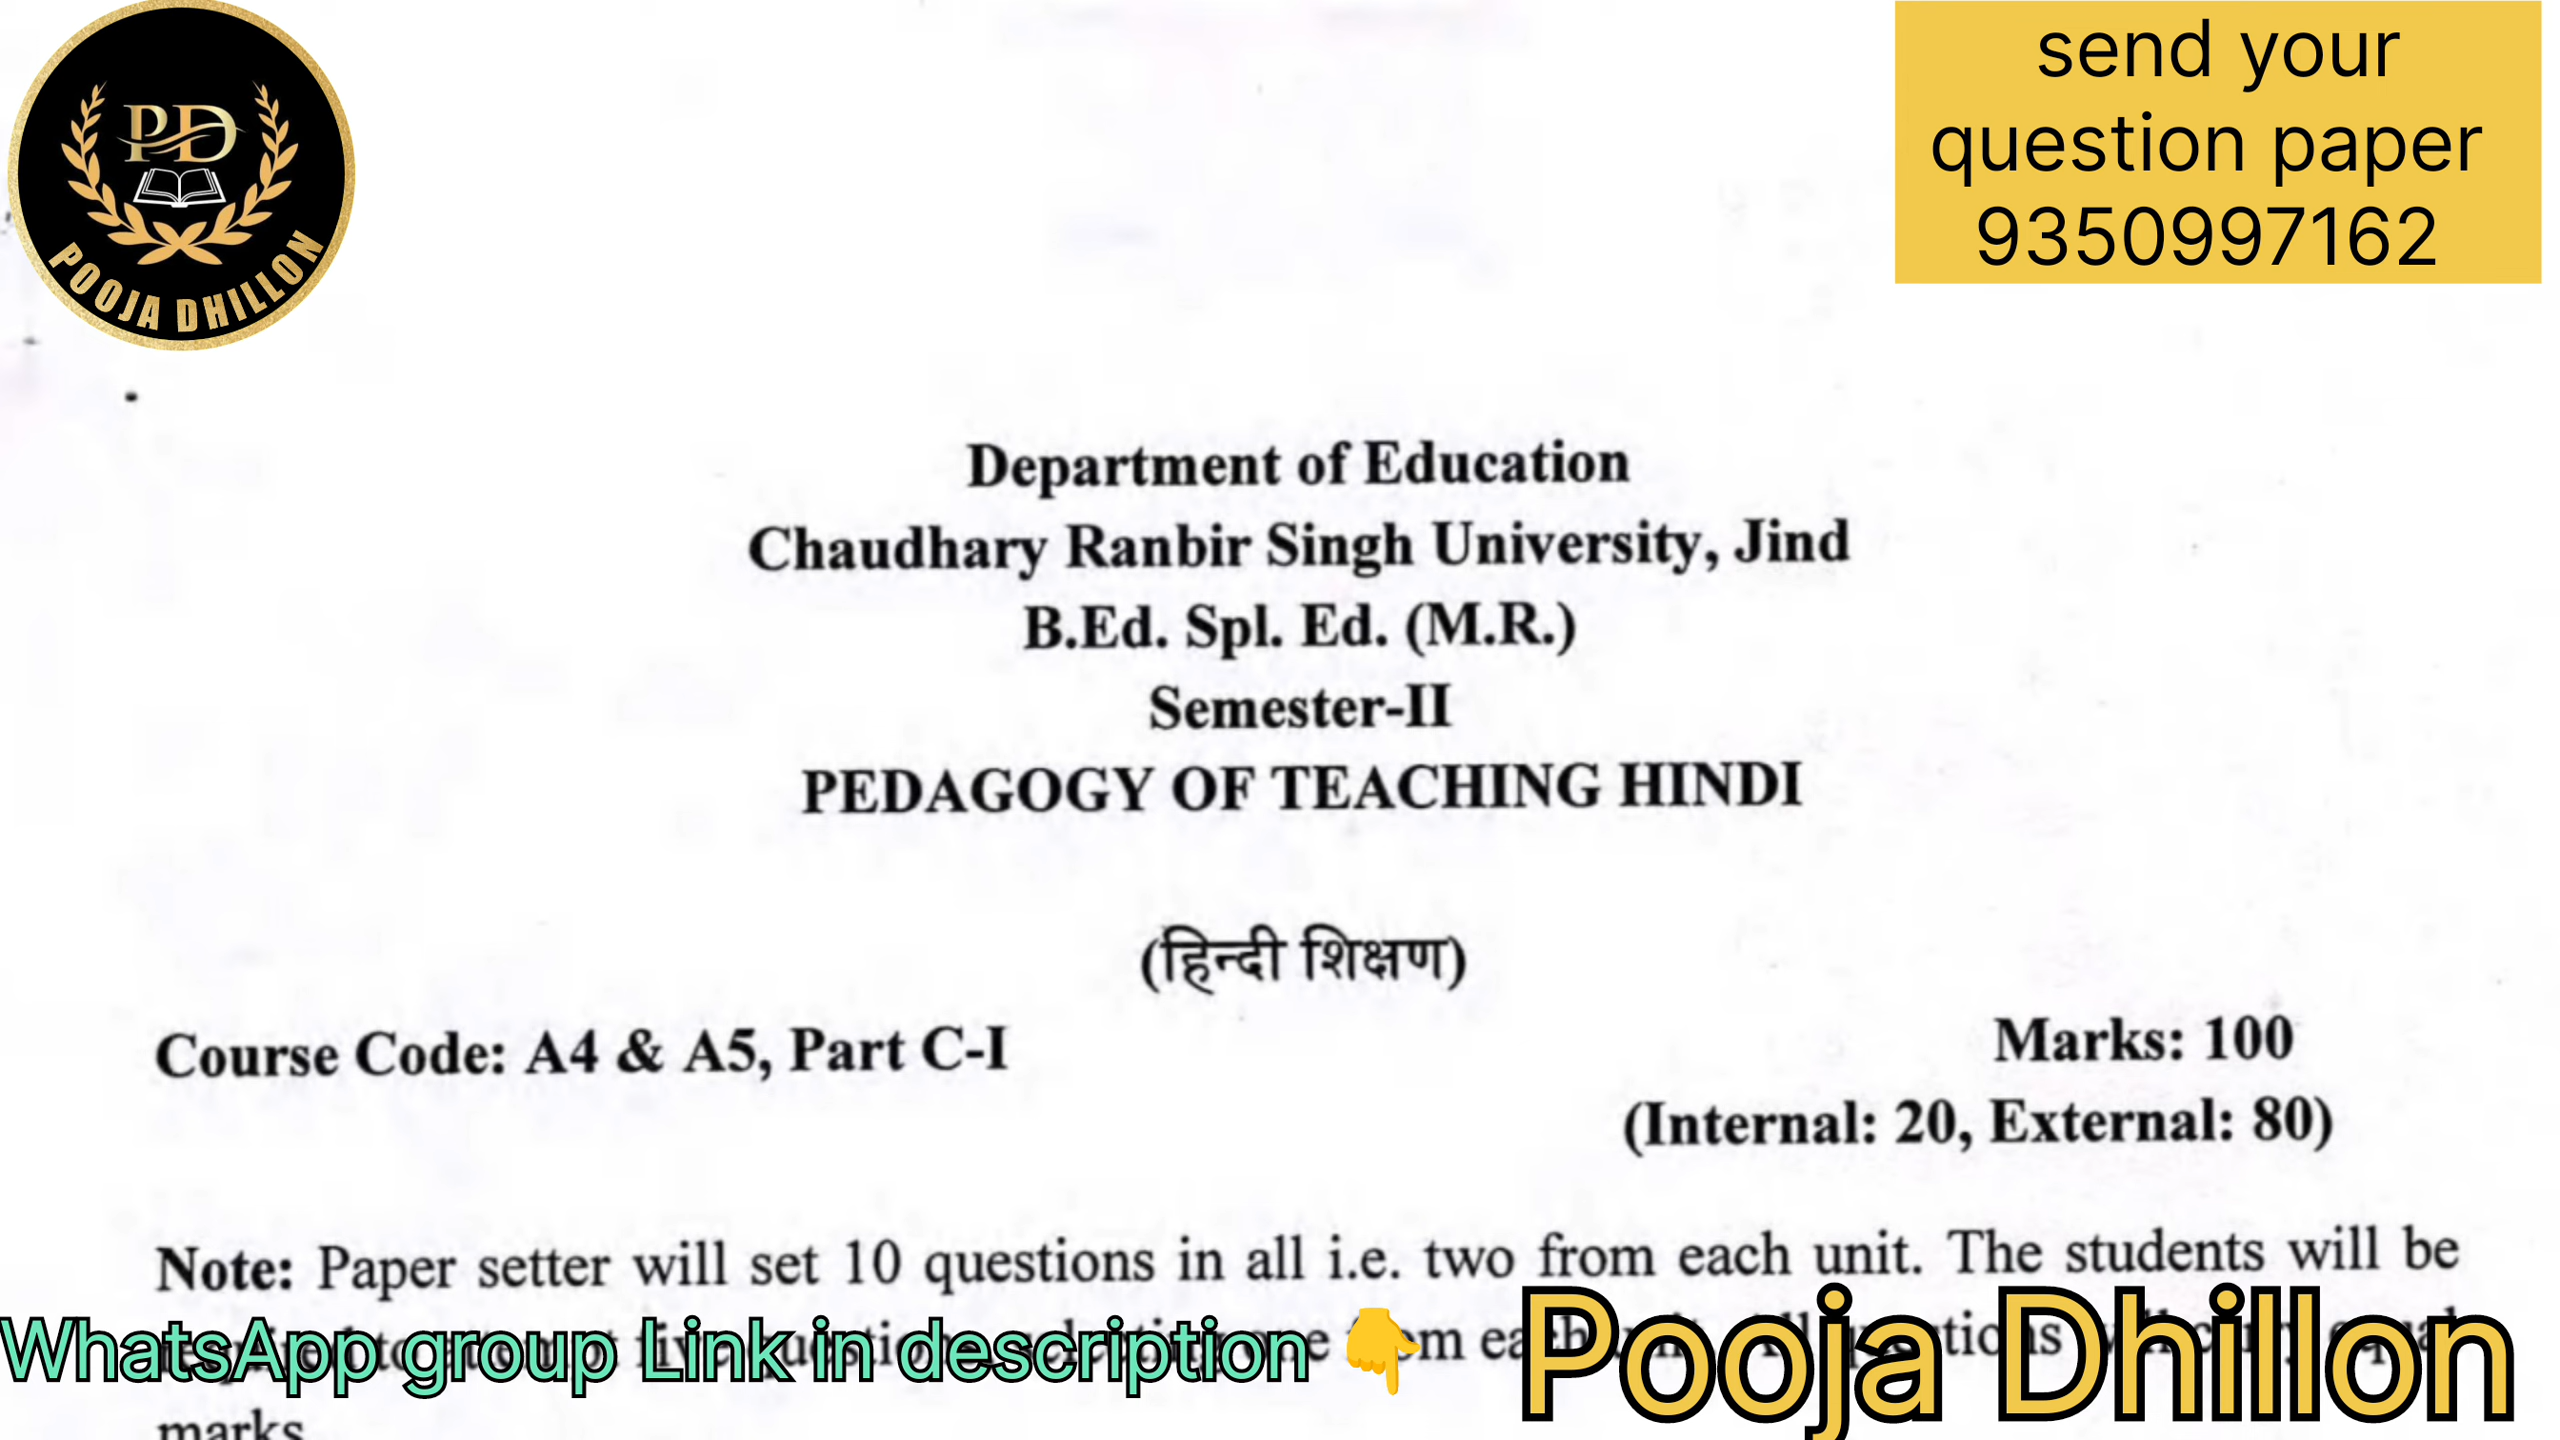 PD
POOJA DHILLON
send your
question paper
9350997162
Department of Education
Chaudhary Ranbir Singh University, Jind
B.Ed. Spl. Ed. (M.R.)
Semester-II
PEDAGOGY OF TEACHING HINDI
(हिन्दी शिक्षण)
Course Code: A4 & A5, Part C-I
Marks: 100
(Internal: 20, External: 80)
Note: Paper setter will set 10 questions in all i.e. two from each unit. The students will be
WhatsApp group Link in description 👇
Pooja Dhillon
marks.